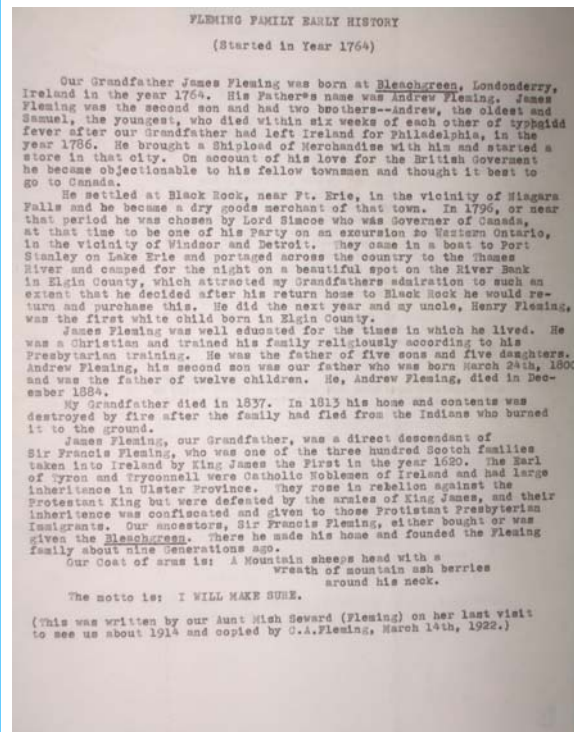 FLEMING FAMILY EARLY HISTORY
(Started in Year 1764)
Our Grandfather James Fleming was born at Bleachgreen, Londonderry,
Ireland in the year 1764. His Father's name was Andrew Fleming. James
Fleming was the second son and had two brothers--Andrew, the oldest and
Samuel, the youngest, who died within six weeks of each other of typhoid
fever after our Grandfather had left Ireland for Philadelphia, in the
year 1786. He brought a Shipload of Merchandise with him and started a
store in that city. On account of his love for the British Goverment
he became objectionable to his fellow townsmen and thought it best to
go to Canada.
He settled at Black Rock, near Ft. Erie, in the vicinity of Niagara
Falls and he became a dry goods merchant of that town. In 1796, or near
that period he was chosen by Lord Simcoe who was Governer of Canada,
at that time to be one of his Party on an excursion to Western Ontario,
in the vicinity of Windsor and Detroit. They came in a boat to Port
Stanley on Lake Erie and portaged across the country to the Thames
River and camped for the night on a beautiful spot on the River Bank
in Elgin County, which attracted my Grandfathers admiration to such an
extent that he decided after his return home to Black Rock he would re-
turn and purchase this. He did the next year and my uncle, Henry Fleming,
was the first white child born in Elgin County.
James Fleming was well educated for the times in which he lived. He
was a Christian and trained his family religiously according to his
Presbytarian training. He was the father of five sons and five daughters.
Andrew Fleming, his second son was our father who was born March 24th, 1800
and was the father of twelve children. He, Andrew Fleming, died in Dec-
ember 1884.
My Grandfather died in 1837. In 1813 his home and contents was
destroyed by fire after the family had fled from the Indians who burned
it to the ground.
James Fleming, our Grandfather, was a direct descendant of
Sir Francis Fleming, who was one of the three hundred Scotch families
taken into Ireland by King James the First in the year 1620. The Earl
of Tyron and Tryconnell were Catholic Noblemen of Ireland and had large
inheritance in Ulster Province. They rose in rebelion against the
Protestant King but were defeated by the armies of King James, and their
inheritence was confiscated and given to those Protistant Presbyterian
Immigrants. Our ancestors, Sir Francis Fleming, either bought or was
given the Bleachgreen. There he made his home and founded the Fleming
family about nine Generations ago.
Our Coat of arms is: A Mountain sheeps head with a
wreath of mountain ash berries
around his neck.
The motto is: I WILL MAKE SURE.
(This was written by our Aunt Mish Seward (Fleming) on her last visit
to see us about 1914 and copied by C.A.Fleming, March 14th, 1922.)